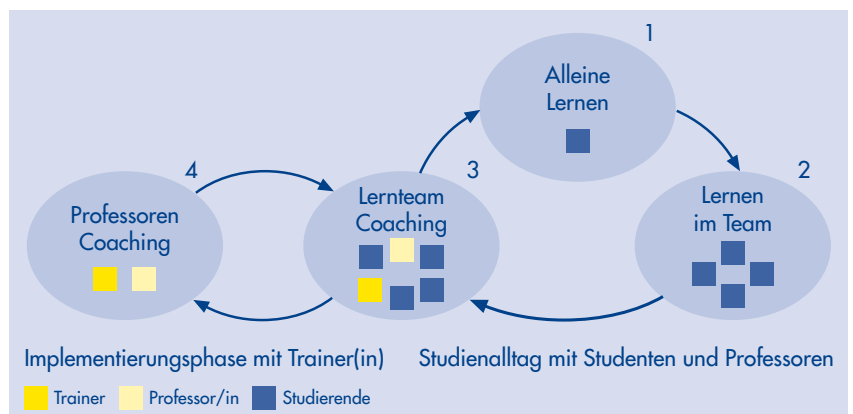 1
Alleine
Lernen
2
Lernen
im Team
3
Lernteam
Coaching
4
Professoren
Coaching
Implementierungsphase mit Trainer(in)
Studienalltag mit Studenten und Professoren
Trainer
Professor/in
Studierende